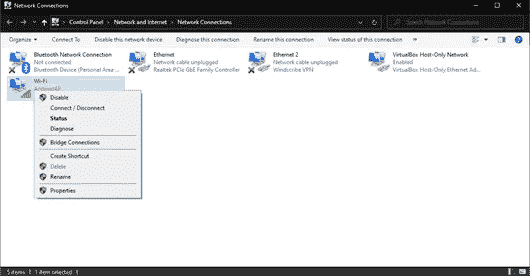 Network Connections
Control Panel > Network and Internet > Network Connections
Search Network Connections
Organize Connect To Disable this network device Diagnose this connection Rename this connection View status of this connection »
Bluetooth Network Connection
Not connected
Bluetooth Device (Personal Area ...
Ethernet
Network cable unplugged
Realtek PCIe GbE Family Controller
Ethernet 2
Network cable unplugged
Windscribe VPN
VirtualBox Host-Only Network
Enabled
VirtualBox Host-Only Ethernet Ad...
Wi-Fi
AndroidAP
Disable
Connect / Disconnect
Status
Diagnose
Bridge Connections
Create Shortcut
Delete
Rename
Properties
5 items 1 item selected